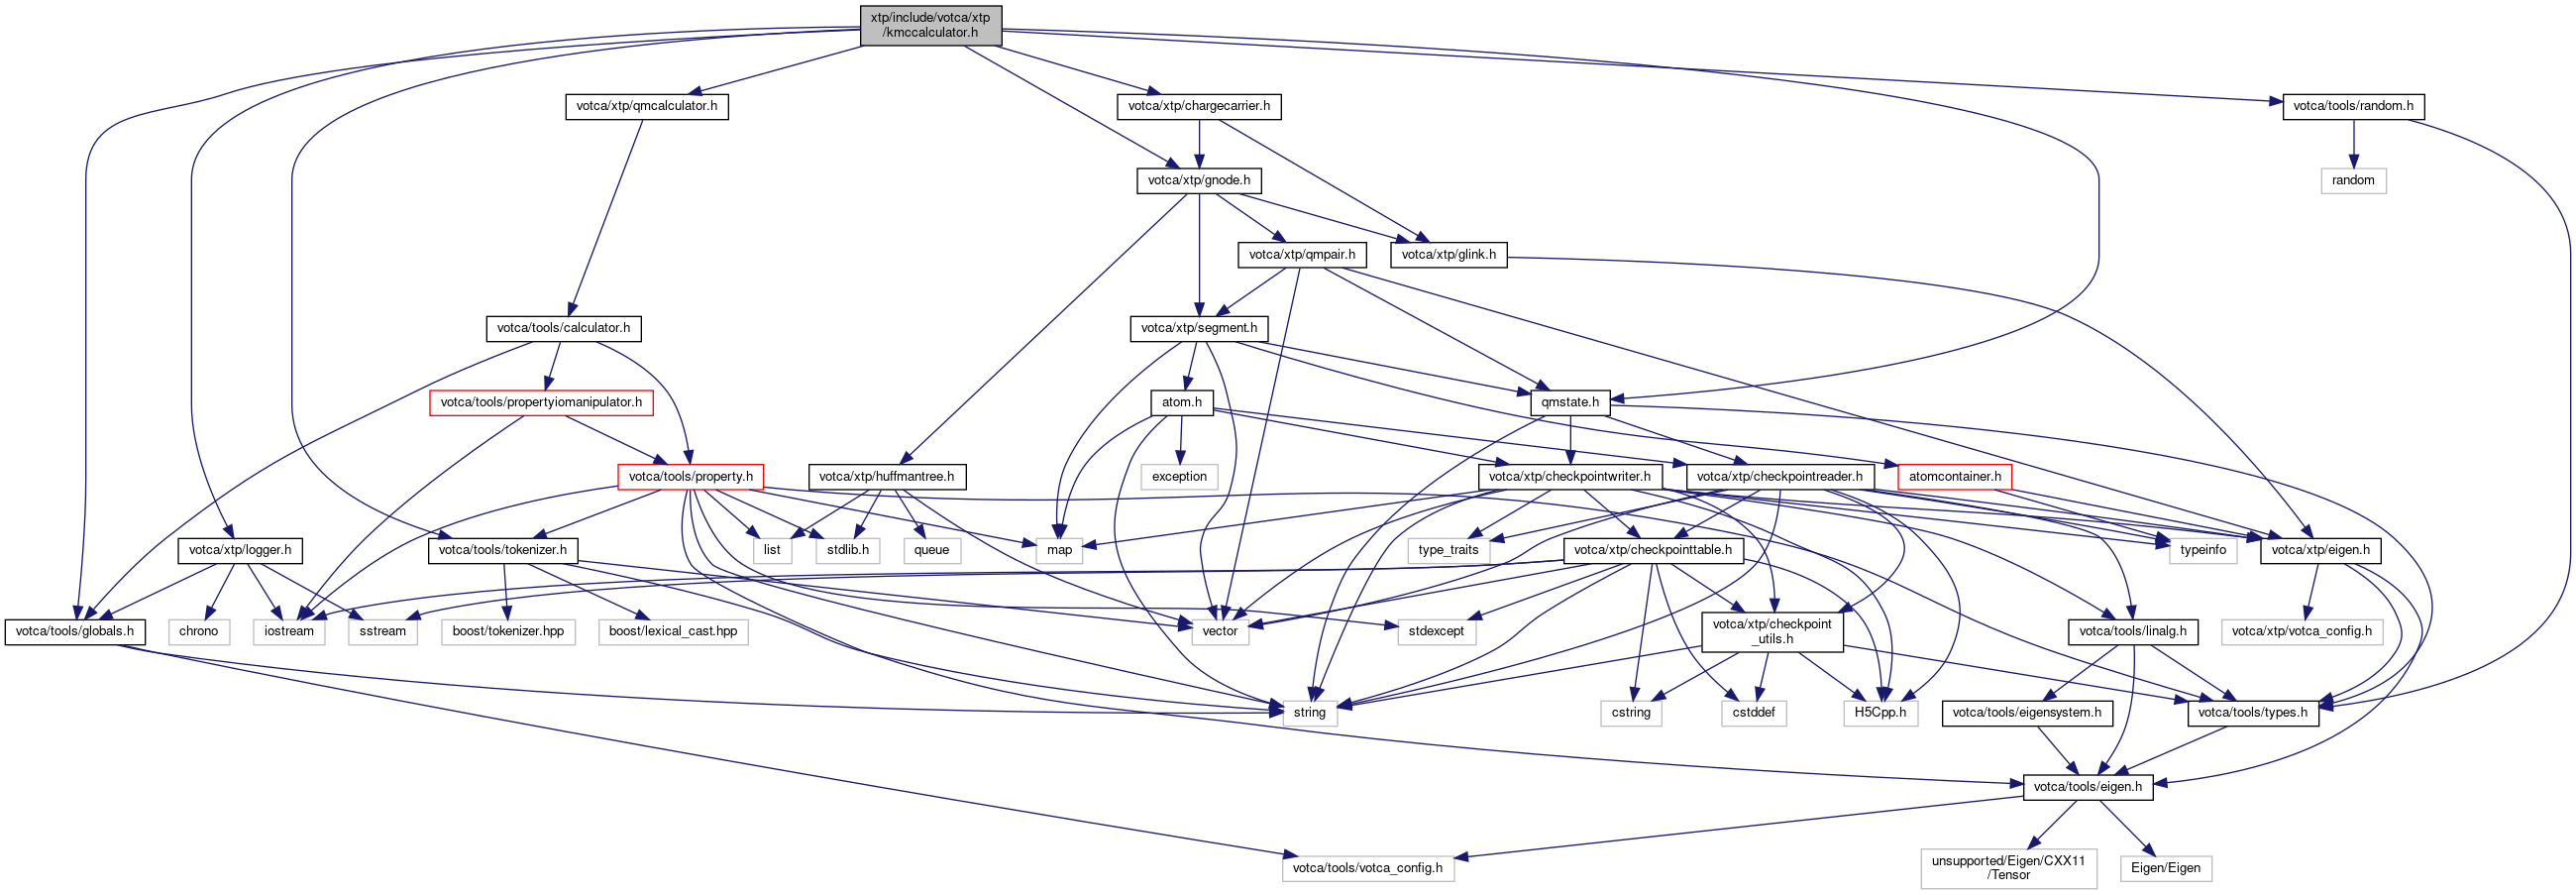 xtp/include/votca/xtp
/kmccalculator.h
votca/xtp/qmcalculator.h
votca/xtp/chargecarrier.h
votca/tools/random.h
votca/xtp/gnode.h
random
votca/xtp/qmpair.h
votca/xtp/glink.h
votca/tools/calculator.h
votca/xtp/segment.h
votca/tools/propertyiomanipulator.h
atom.h
qmstate.h
votca/tools/property.h
votca/xtp/huffmantree.h
exception
votca/xtp/checkpointwriter.h
votca/xtp/checkpointreader.h
atomcontainer.h
votca/xtp/logger.h
votca/tools/tokenizer.h
list
stdlib.h
queue
map
type_traits
votca/xtp/checkpointtable.h
typeinfo
votca/xtp/eigen.h
votca/tools/globals.h
chrono
iostream
sstream
boost/tokenizer.hpp
boost/lexical_cast.hpp
vector
stdexcept
votca/xtp/checkpoint
_utils.h
votca/tools/linalg.h
votca/xtp/votca_config.h
string
cstring
cstddef
H5Cpp.h
votca/tools/eigensystem.h
votca/tools/types.h
votca/tools/eigen.h
votca/tools/votca_config.h
unsupported/Eigen/CXX11
/Tensor
Eigen/Eigen